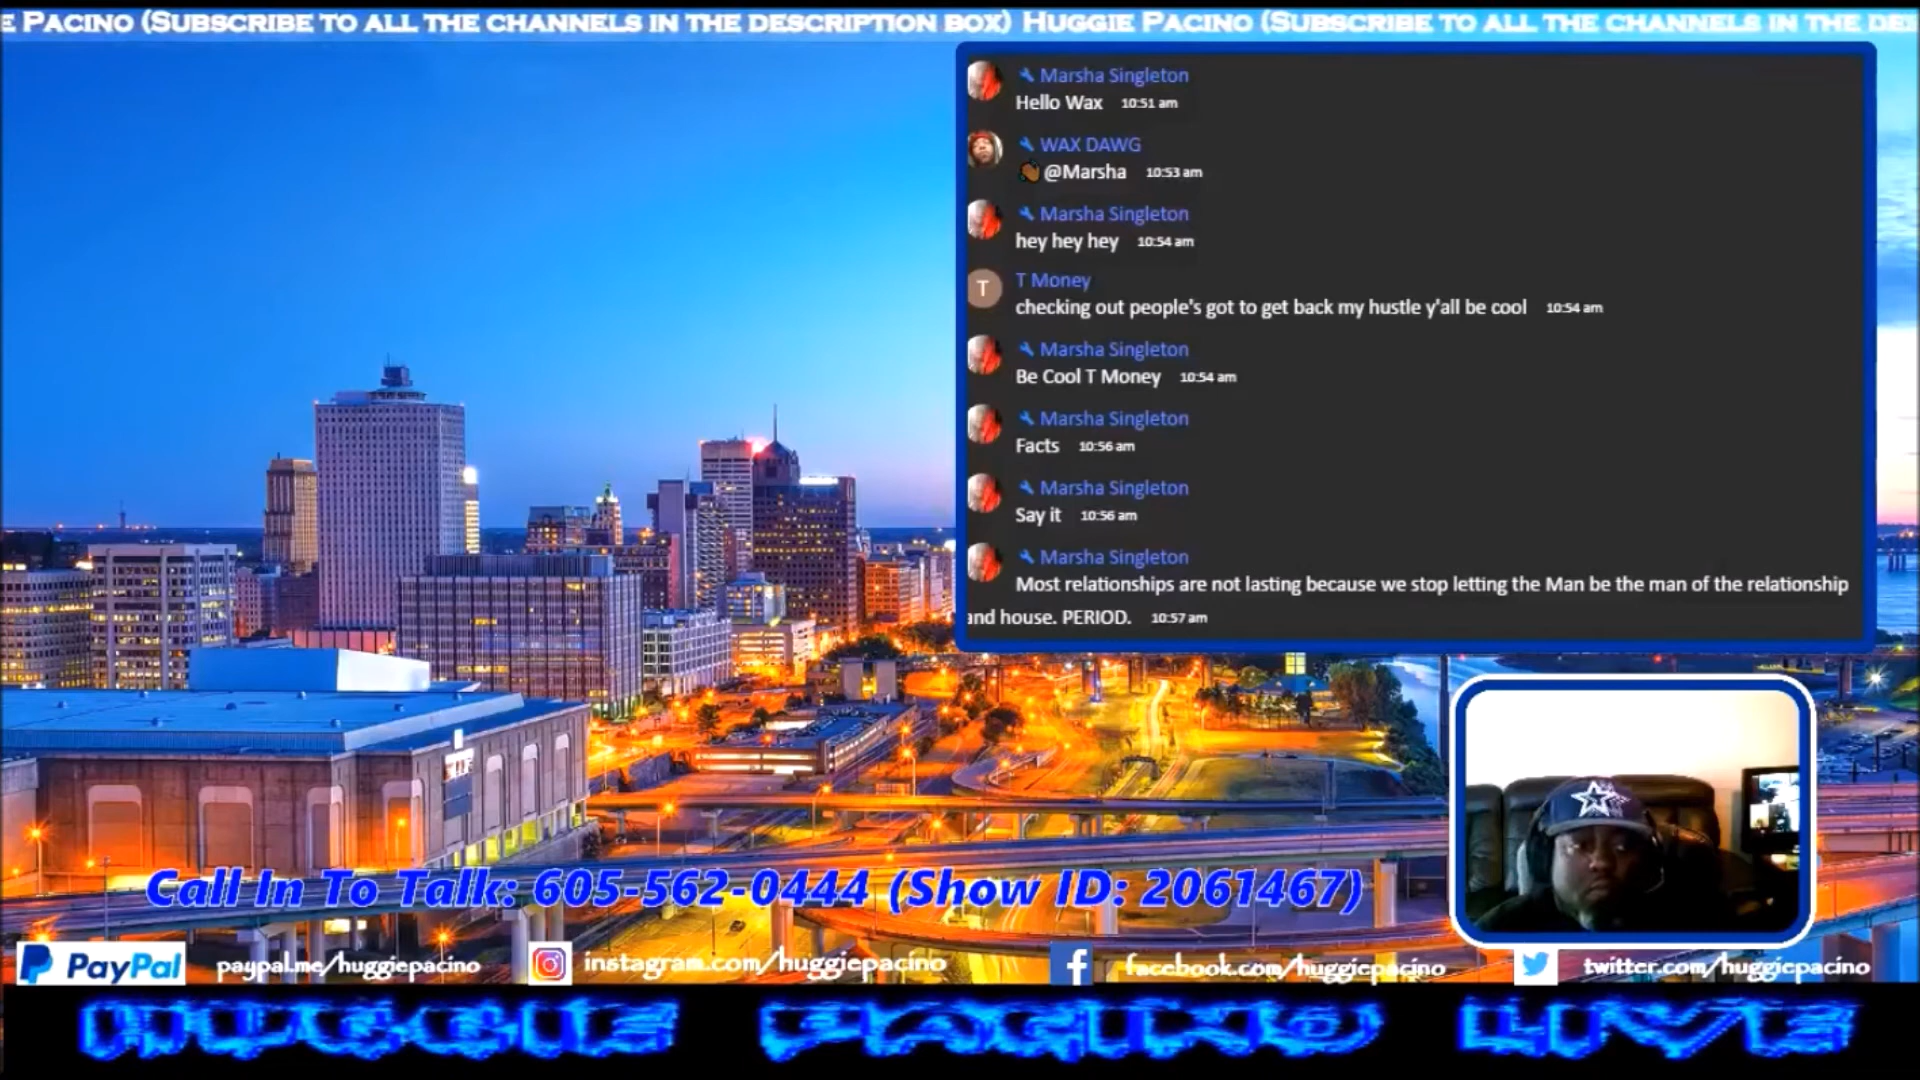 E PACINO (SUBSCRIBE TO ALL THE CHANNELS IN THE DESCRIPTION BOX) HUGGIE PACINO (SUBSCRIBE TO ALL THE CHANNELS IN THE DES
Marsha Singleton
Hello Wax 10:51 am
WAX DAWG
@Marsha 10:53 am
Marsha Singleton
hey hey hey 10:54 am
T
T Money
checking out people's got to get back my hustle y'all be cool 10:54 am
Marsha Singleton
Be Cool T Money 10:54 am
Marsha Singleton
Facts 10:56 am
Marsha Singleton
Say it 10:56 am
Marsha Singleton
Most relationships are not lasting because we stop letting the Man be the man of the relationship
and house. PERIOD. 10:57 am
Call In To Talk: 605-562-0444 (Show ID: 2061467)
PayPal paypal.me/huggiepacino instagram.com/huggiepacino facebook.com/huggiepacino twitter.com/huggiepacino
HUGGIE PACINO LIVE